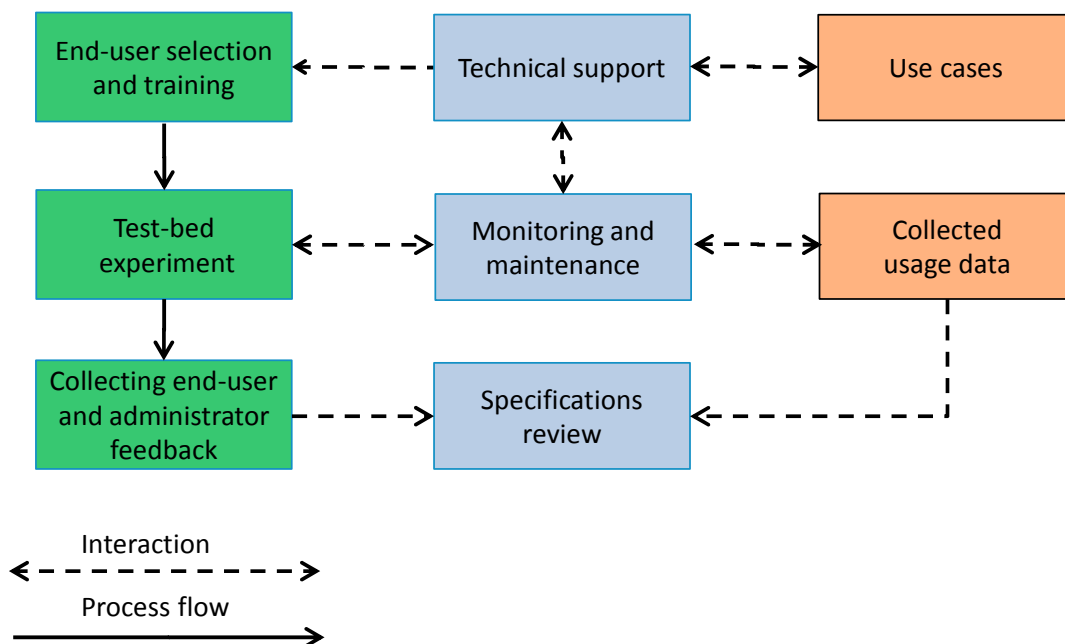 End-user selection
and training
Technical support
Use cases
Test-bed
experiment
Monitoring and
maintenance
Collected
usage data
Collecting end-user
and administrator
feedback
Specifications
review
Interaction
Process flow